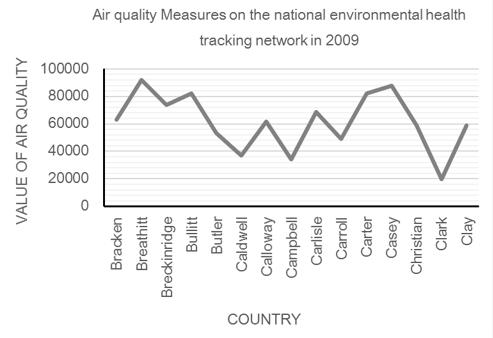 Air quality Measures on the national environmental health
tracking network in 2009
VALUE OF AIR QUALITY
100000
80000
60000
40000
20000
0
Bracken
Breathitt
Breckinridge
Bullitt
Butler
Caldwell
Calloway
Campbell
Carlisle
Carroll
Carter
Casey
Christian
Clark
Clay
COUNTRY